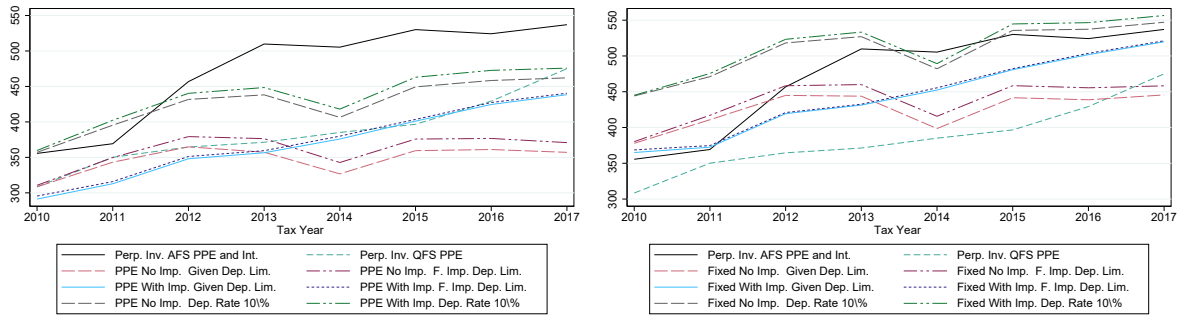 550
500
450
400
350
300
2010 2011 2012 2013 2014 2015 2016 2017
Tax Year
Perp. Inv. AFS PPE and Int. Perp. Inv. QFS PPE
PPE No Imp. Given Dep. Lim. PPE No Imp. F. Imp. Dep. Lim.
PPE With Imp. Given Dep. Lim. PPE With Imp. F. Imp. Dep. Lim.
PPE No Imp. Dep. Rate 10\% PPE With Imp. Dep. Rate 10\%
550
500
450
400
350
300
2010 2011 2012 2013 2014 2015 2016 2017
Tax Year
Perp. Inv. AFS PPE and Int. Perp. Inv. QFS PPE
Fixed No Imp. Given Dep. Lim. Fixed No Imp. F. Imp. Dep. Lim.
Fixed With Imp. Given Dep. Lim. Fixed With Imp. F. Imp. Dep. Lim.
Fixed No Imp. Dep. Rate 10\% Fixed With Imp. Dep. Rate 10\%